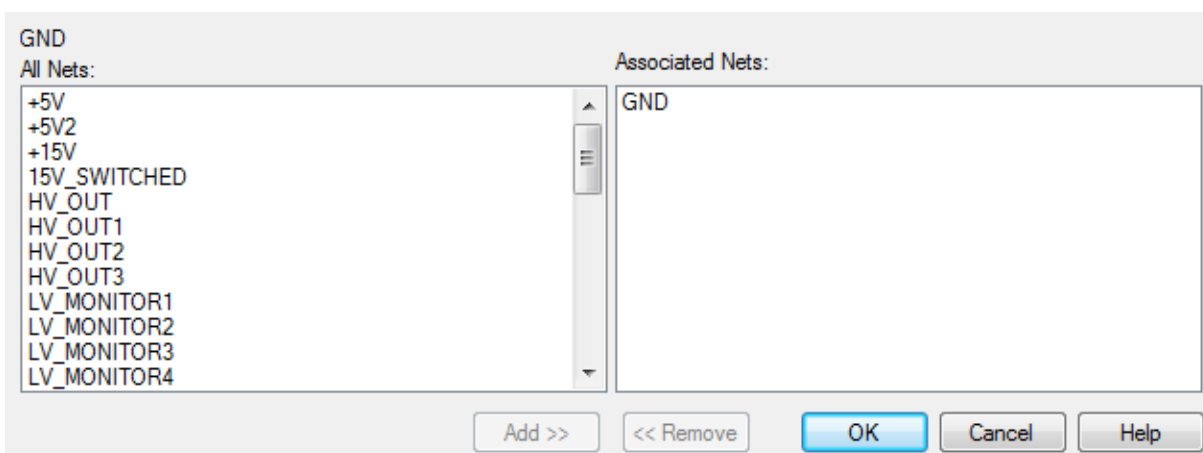 GND
All Nets:
+5V
+5V2
+15V
15V_SWITCHED
HV_OUT
HV_OUT1
HV_OUT2
HV_OUT3
LV_MONITOR1
LV_MONITOR2
LV_MONITOR3
LV_MONITOR4
Associated Nets:
GND
Add >>
<< Remove
OK
Cancel
Help